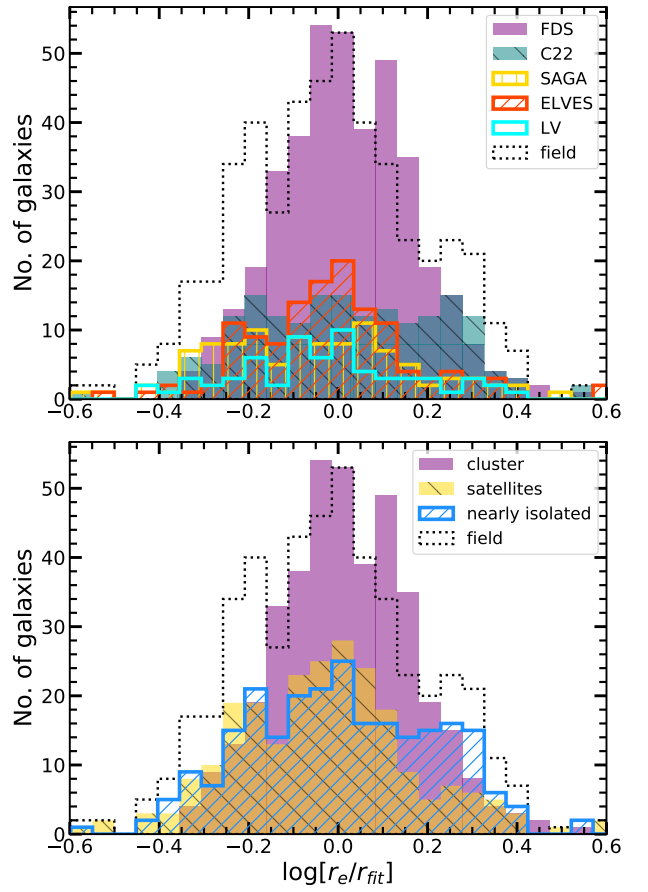 50
40
30
20
10
0
No. of galaxies
FDS
C22
SAGA
ELVES
LV
field
−0.6
−0.4
−0.2
0.0
0.2
0.4
0.6
50
40
30
20
10
0
No. of galaxies
cluster
satellites
nearly isolated
field
−0.6
−0.4
−0.2
0.0
0.2
0.4
0.6
log[r_e/r_fit]